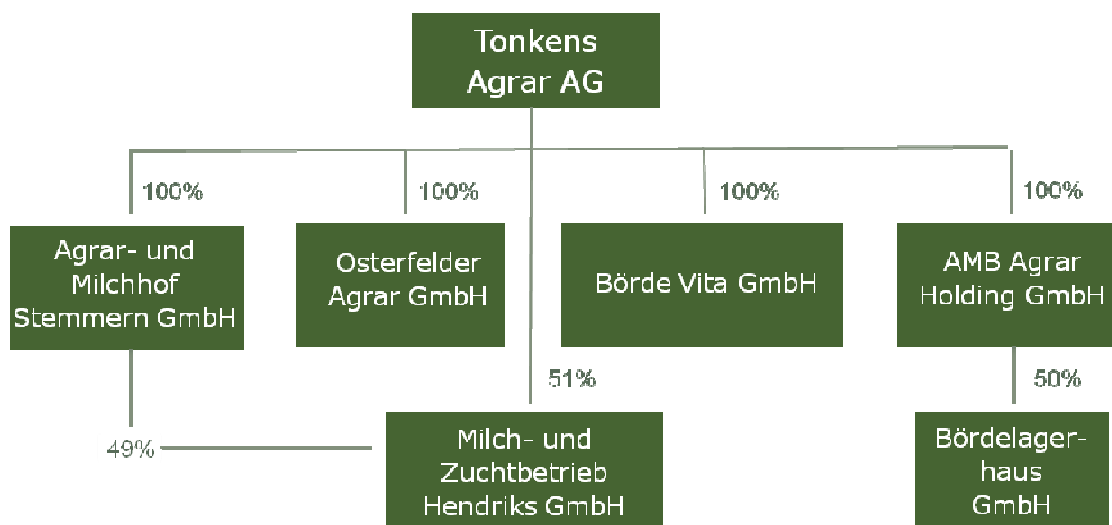 Tonkens
Agrar AG
100%
100%
100%
100%
Agrar- und
Milchhof
Stemmern GmbH
Osterfelder
Agrar GmbH
Börde Vita GmbH
AMB Agrar
Holding GmbH
51%
50%
49%
Milch- und
Zuchtbetrieb
Hendriks GmbH
Bördelager-
haus
GmbH